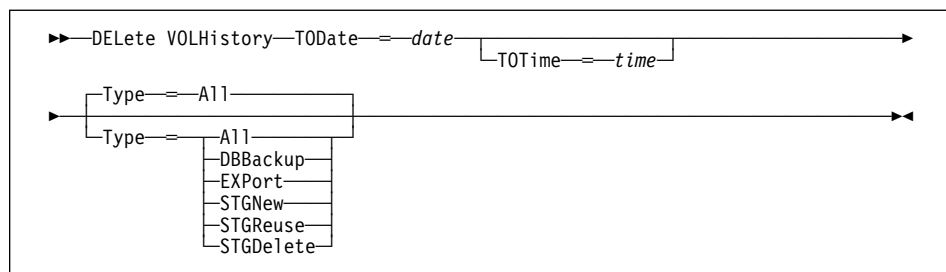 DELete VOLHistory TODate = date
TOTime = time
Type = All
Type = All
DBBackup
EXPort
STGNew
STGReuse
STGDelete